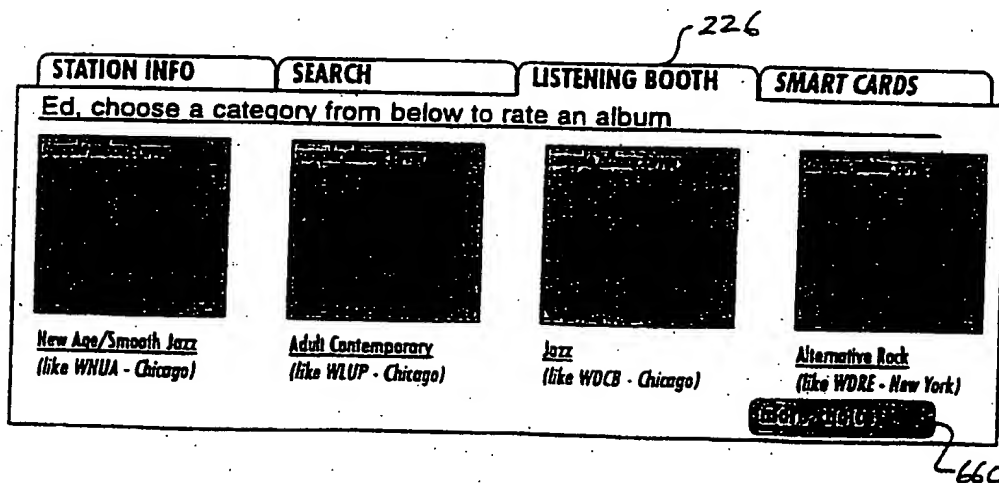 226
STATION INFO SEARCH LISTENING BOOTH SMART CARDS
Ed, choose a category from below to rate an album
New Age/Smooth Jazz Adult Contemporary Jazz Alternative Rock
(like WNUA - Chicago) (like WLUP - Chicago) (like WDCB - Chicago) (like WDRE - New York)
660